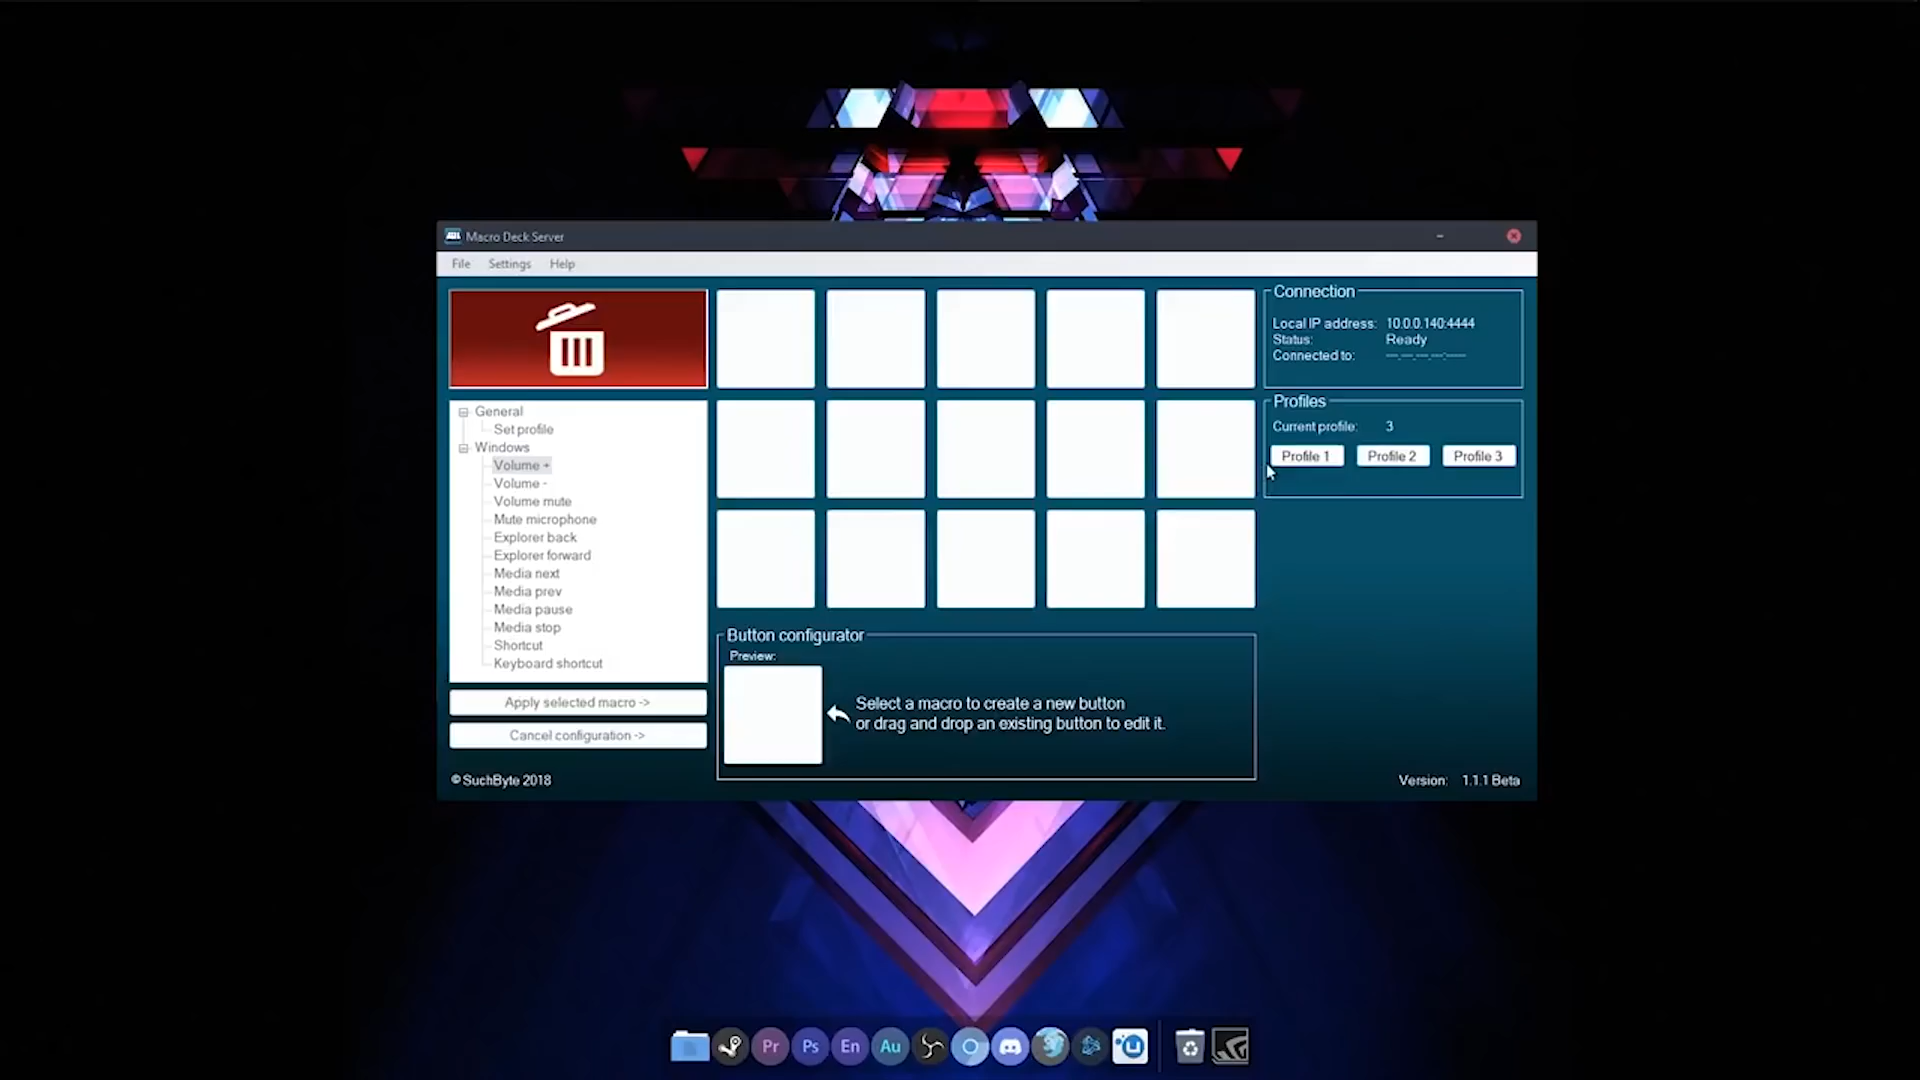 Macro Deck Server
File Settings Help
Connection
Local IP address: 10.0.0.140:4444
Status: Ready
Connected to: ---.---.---.---:-----
General
Set profile
Windows
Volume +
Volume -
Volume mute
Mute microphone
Explorer back
Explorer forward
Media next
Media prev
Media pause
Media stop
Shortcut
Keyboard shortcut
Profiles
Current profile: 3
Profile 1 Profile 2 Profile 3
Button configurator
Preview:
Select a macro to create a new button
or drag and drop an existing button to edit it.
Apply selected macro ->
Cancel configuration ->
© SuchByte 2018
Version: 1.1.1 Beta
Pr Ps En Au